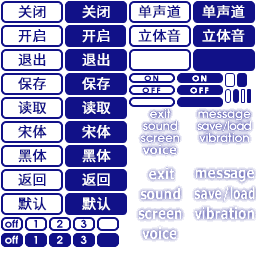 关闭 关闭 单声道 单声道
开启 开启 立体音 立体音
退出 退出
保存 保存 ON ON
OFF OFF
读取 读取
exit message
sound save/load
宋体 宋体 screen vibration
voice
黑体 黑体
返回 返回 exit message
默认 默认 sound save/load
screen vibration
off 1 2 3
voice
off 1 2 3